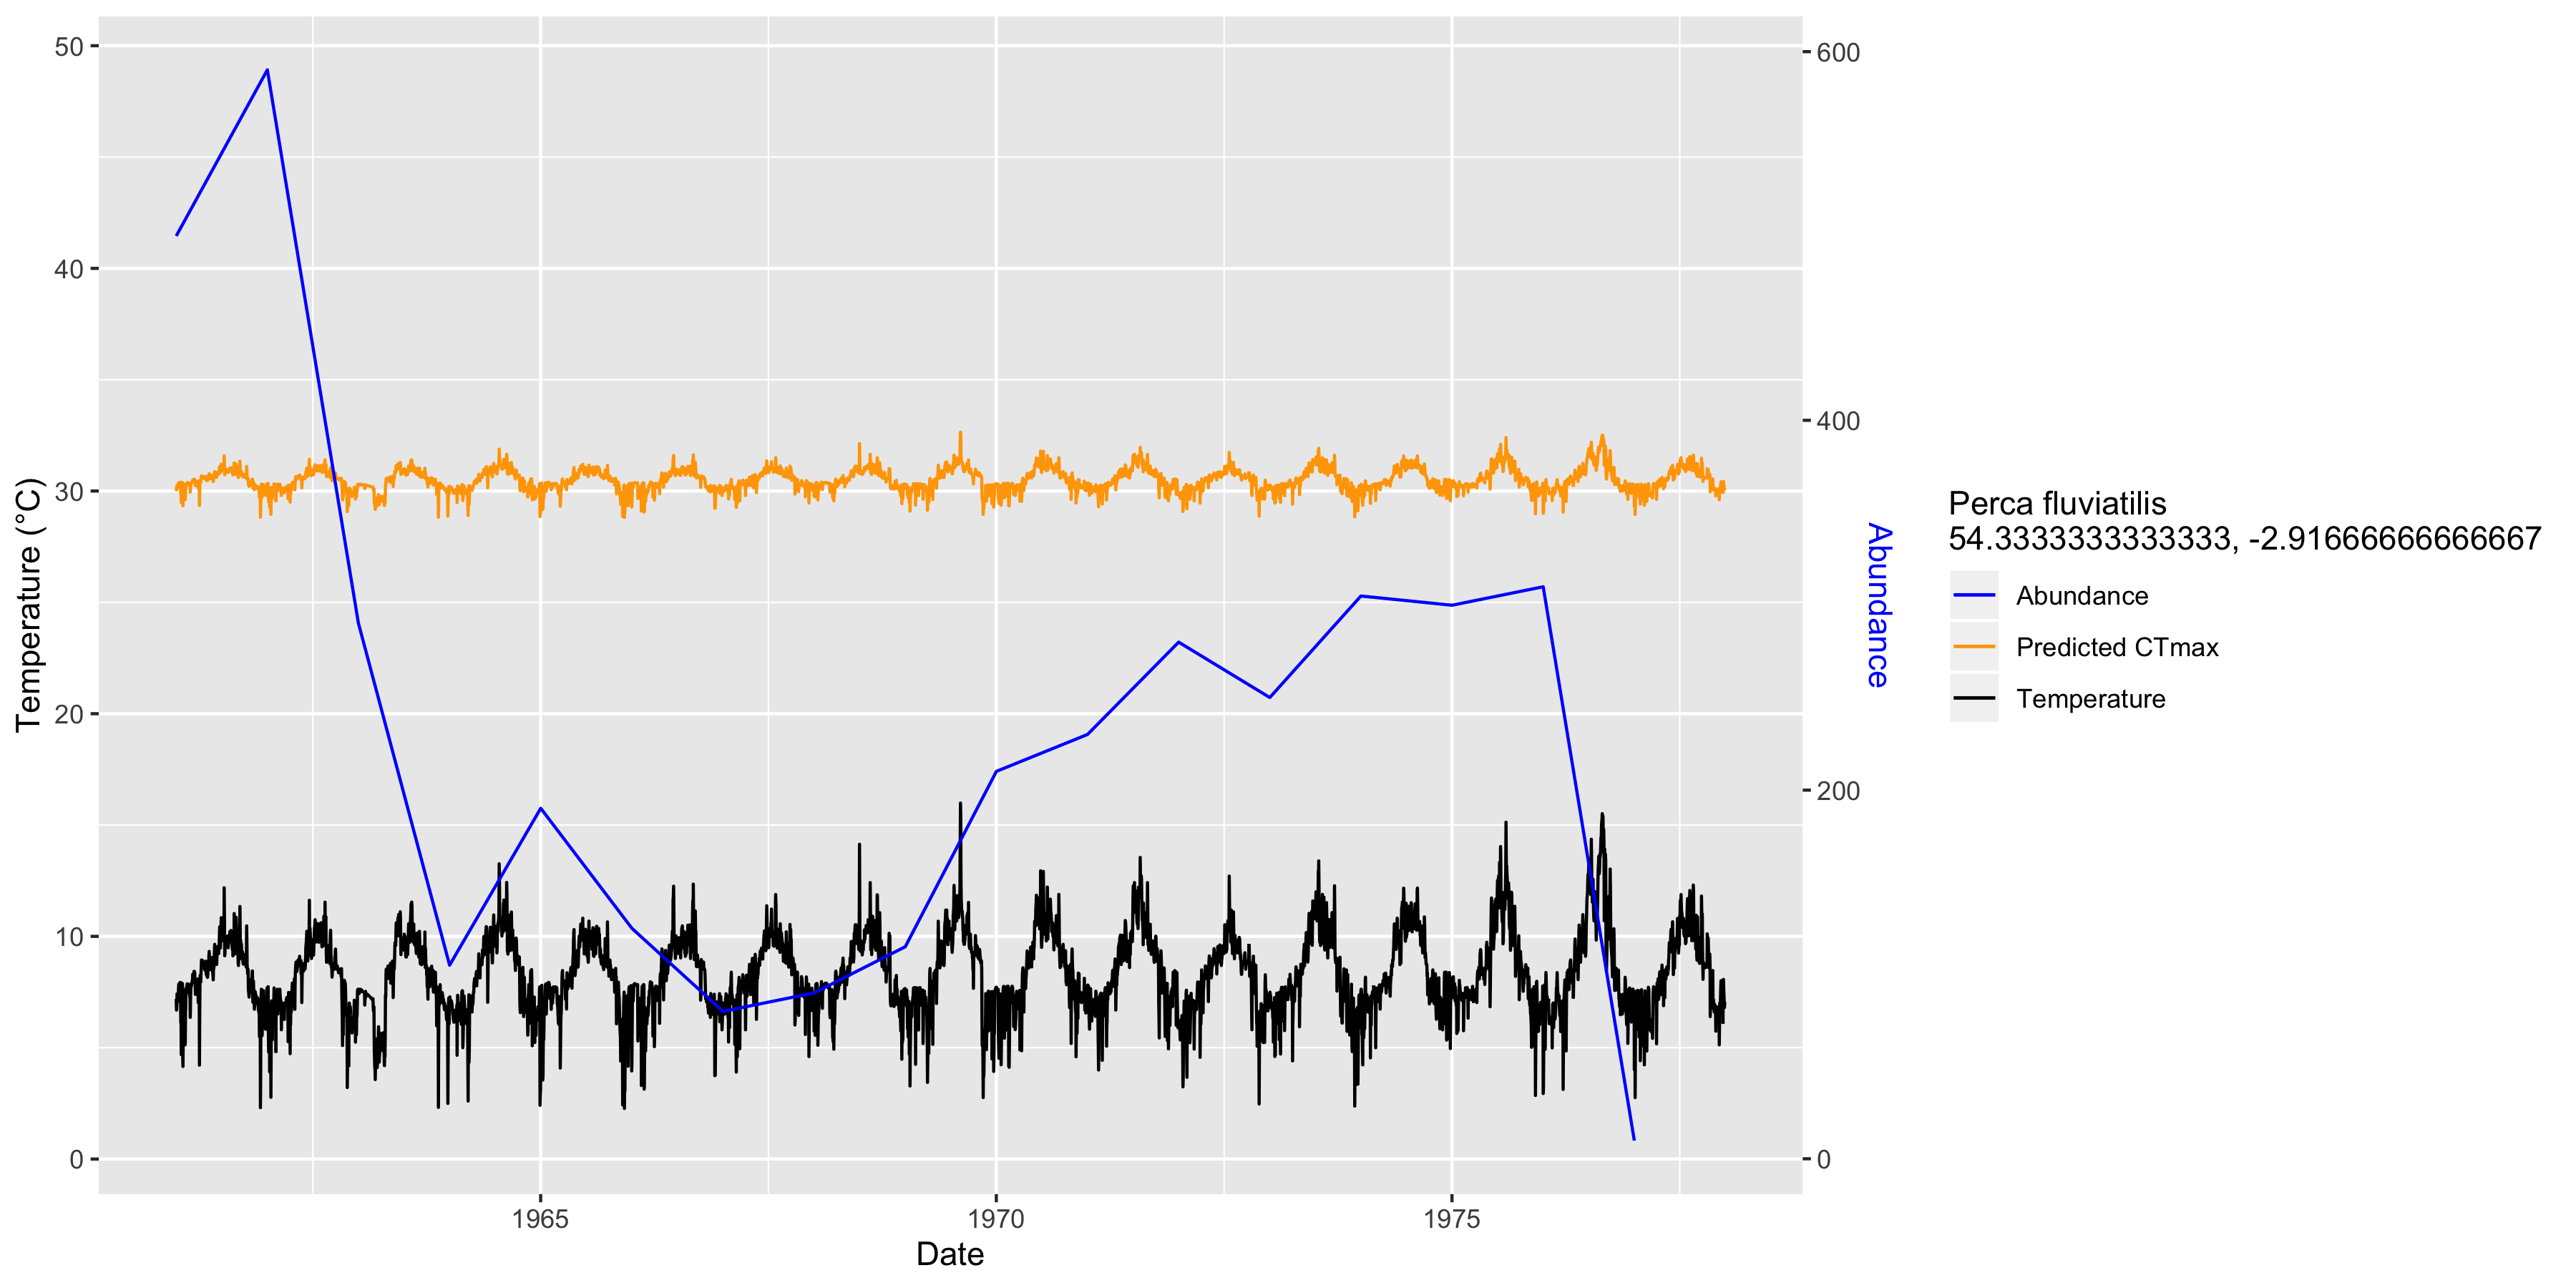 50
40
30
20
10
0
Temperature (°C)
1965
1970
1975
Date
600
400
200
0
Abundance
Perca fluviatilis
54.3333333333333, -2.91666666666667
Abundance
Predicted CTmax
Temperature